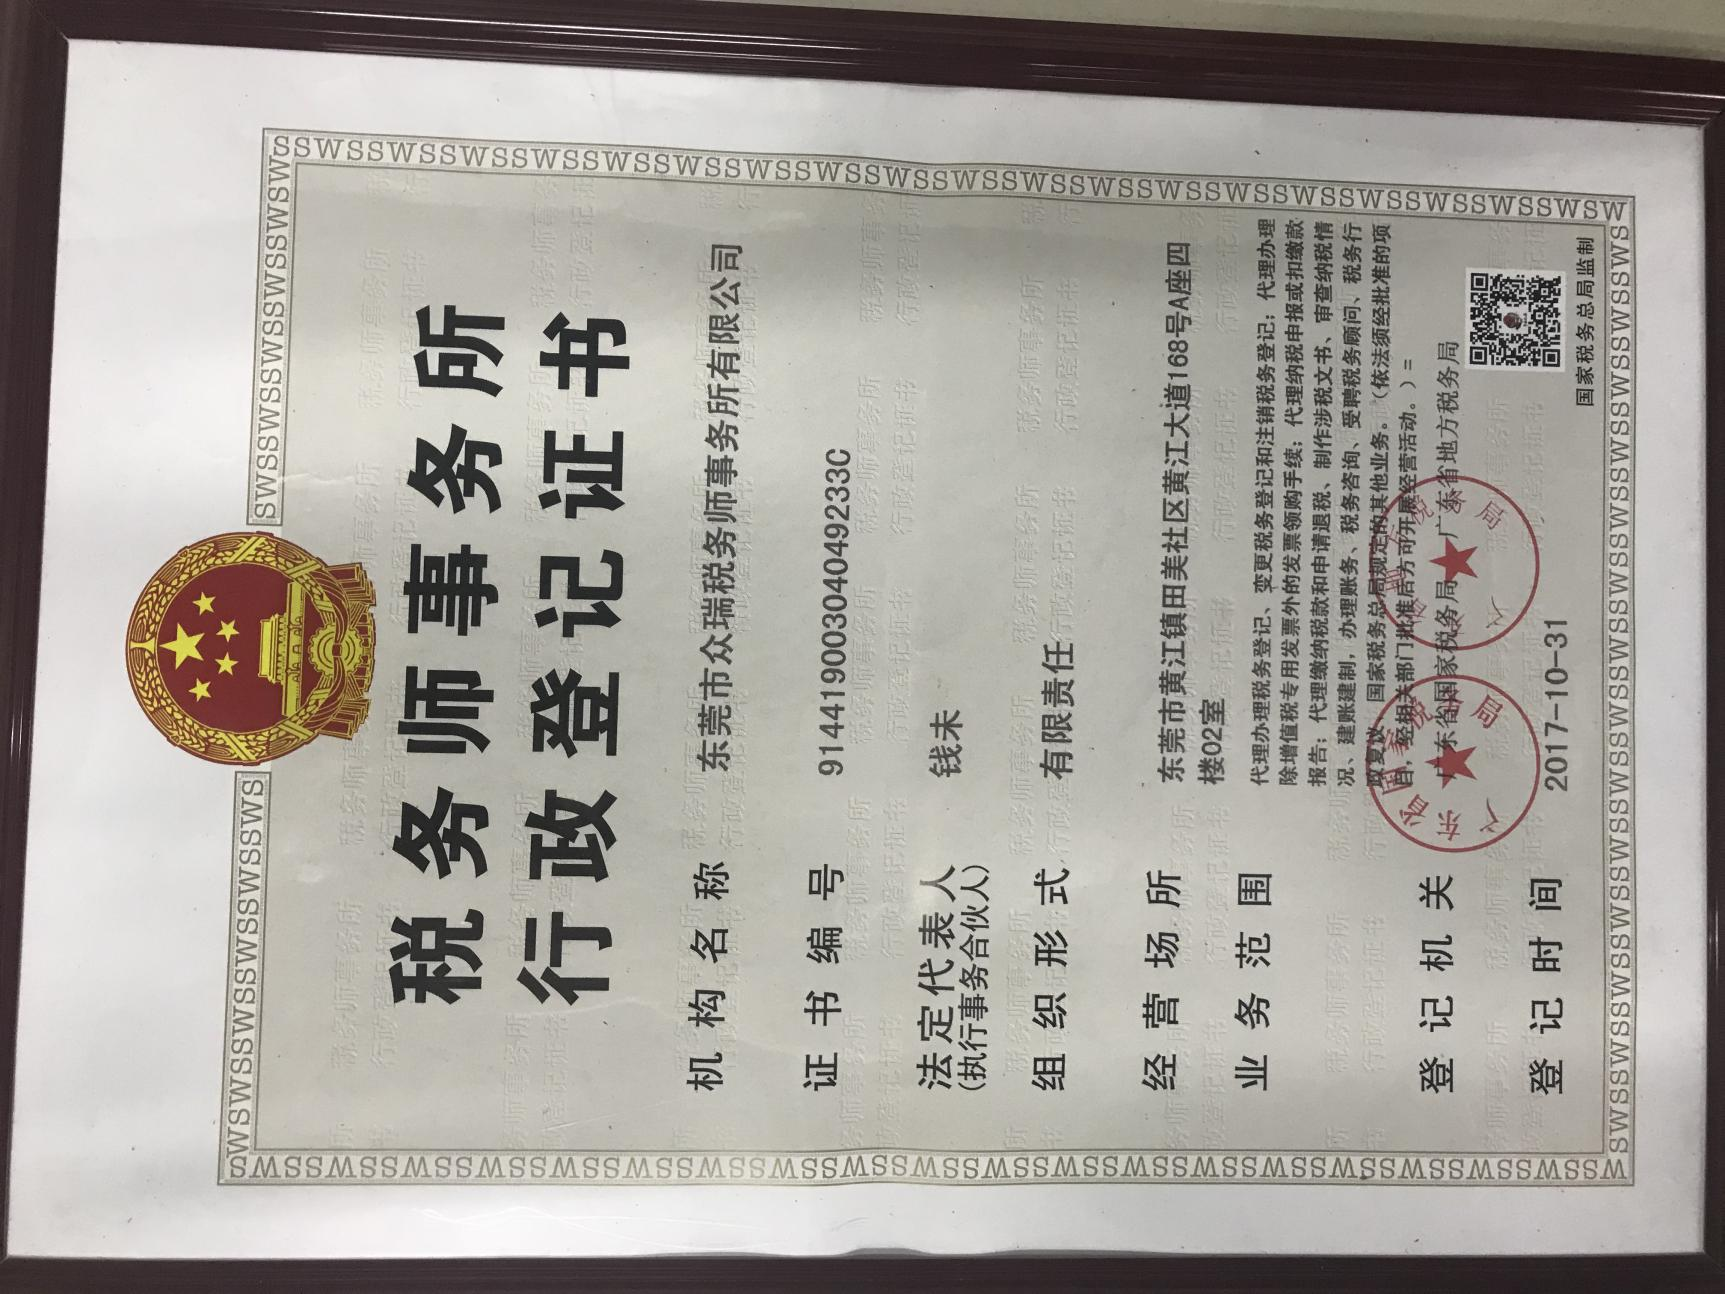 税务师事务所
行政登记证书
机构名称 东莞市众瑞税务师事务所有限公司
证书编号 91441900304049233C
法定代表人 钱未
(执行事务合伙人)
组织形式 有限责任
经营场所 东莞市黄江镇田美社区黄江大道168号A座四
楼02室
业务范围 代理办理税务登记、变更税务登记和注销税务登记；代理办理
除增值税专用发票外的发票领购手续；代理纳税申报或扣缴款
报告；代理缴纳税款和申请退税、制作涉税文书、审查纳税情
况、建账建制，办理账务、税务咨询、受聘税务顾问、税务行
政复议、国家税务总局规定的其他业务。（依法须经批准的项
目，经相关部门批准后方可开展经营活动。）=
登记机关 广东省国家税务局 广东省地方税务局
登记时间 2017-10-31
国家税务总局监制